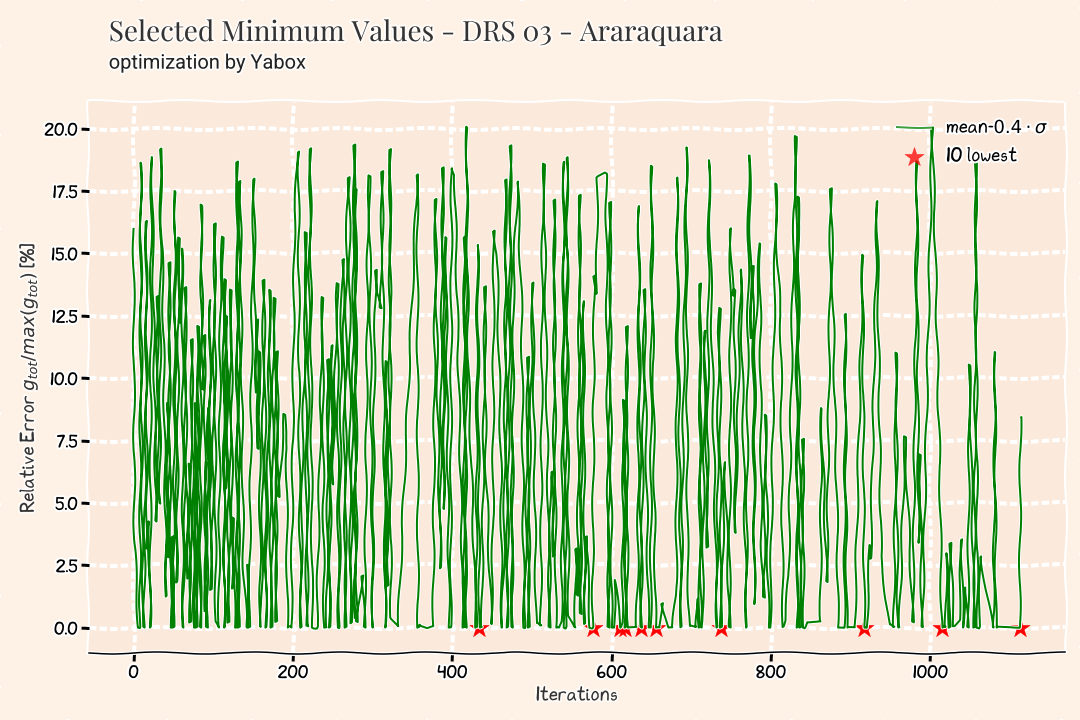 Selected Minimum Values - DRS 03 - Araraquara
optimization by Yabox
mean-0.4 · σ
10 lowest
Relative Error g_tot/max(g_tot) [%]
20.0
17.5
15.0
12.5
10.0
7.5
5.0
2.5
0.0
0 200 400 600 800 1000
Iterations